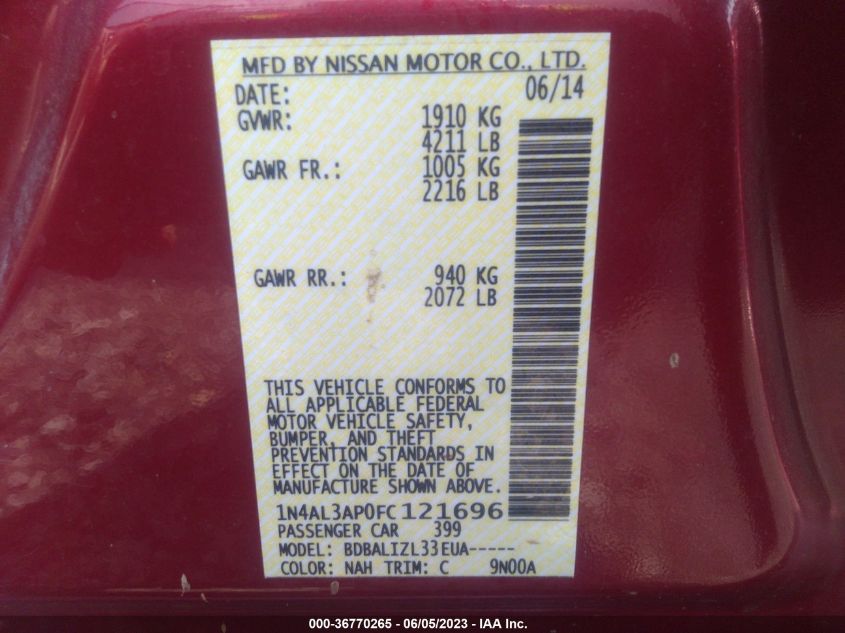 MFD BY NISSAN MOTOR CO., LTD.
DATE: 06/14
GVWR: 1910 KG
4211 LB
GAWR FR.: 1005 KG
2216 LB
GAWR RR.: 940 KG
2072 LB
THIS VEHICLE CONFORMS TO
ALL APPLICABLE FEDERAL
MOTOR VEHICLE SAFETY,
BUMPER, AND THEFT
PREVENTION STANDARDS IN
EFFECT ON THE DATE OF
MANUFACTURE SHOWN ABOVE.
1N4AL3AP0FC121696
PASSENGER CAR 399
MODEL: BDBALIZL33EUA-----
COLOR: NAH TRIM: C 9N00A
000-36770265 - 06/05/2023 - IAA Inc.